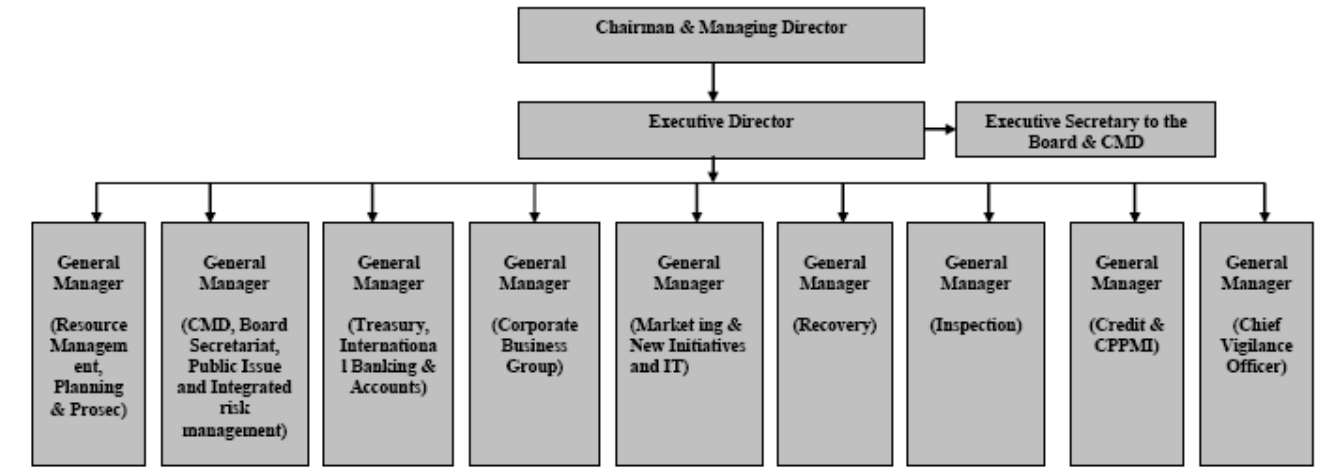 Chairman & Managing Director
Executive Director
Executive Secretary to the
Board & CMD
General
Manager
(Resource
Managem
ent,
Planning
& Prosec)
General
Manager
(CMD, Board
Secretariat,
Public Issue
and Integrated
risk
management)
General
Manager
(Treasury,
Internationa
l Banking &
Accounts)
General
Manager
(Corporate
Business
Group)
General
Manager
(Market ing &
New Initiatives
and IT)
General
Manager
(Recovery)
General
Manager
(Inspection)
General
Manager
(Credit &
CPPMI)
General
Manager
(Chief
Vigilance
Officer)